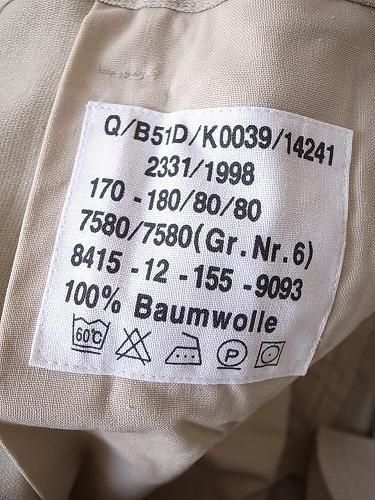 Q/B51D/K0039/14241
2331/1998
170 - 180/80/80
7580/7580(Gr.Nr.6)
8415 - 12 - 155 - 9093
100% Baumwolle
60°C P